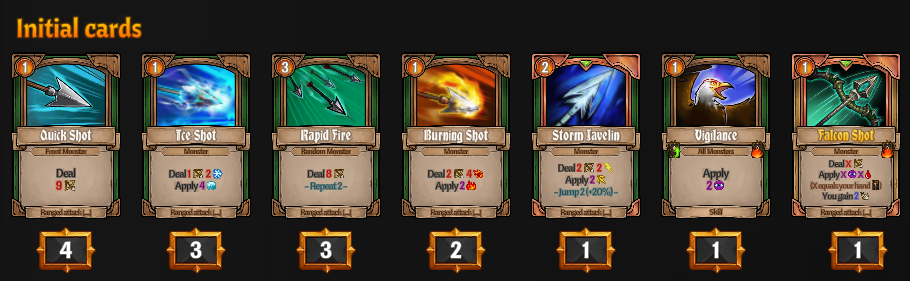 Initial cards
1
Quick Shot
Front Monster
Deal
9
Ranged attack
4
1
Ice Shot
Monster
Deal 1 2
Apply 4
Ranged attack
3
3
Rapid Fire
Random Monster
Deal 8
- Repeat 2 -
Ranged attack
3
1
Burning Shot
Monster
Deal 2 4
Apply 2
Ranged attack
2
2
Storm Javelin
Monster
Deal 2 2
Apply 2
- Jump 2 (+20%) -
Ranged attack
1
1
Vigilance
All Monsters
Apply
2
Skill
1
1
Falcon Shot
Monster
Deal X
Apply X X
(X equals your hand )
You gain 2
Ranged attack
1